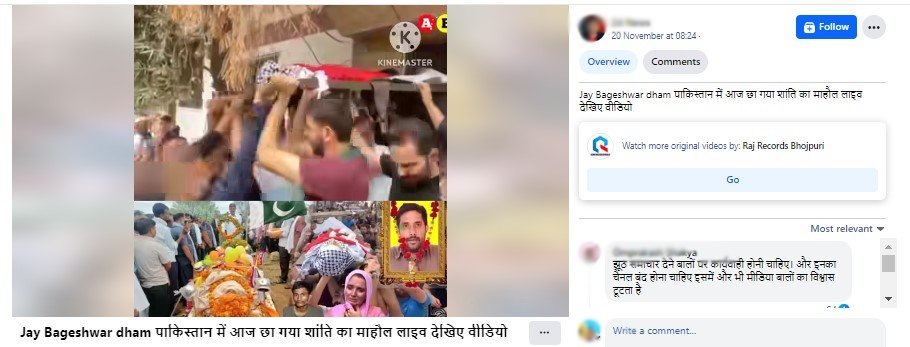 KINEMASTER
A
Jay Bageshwar dham पाकिस्तान में आज छा गया शांति का माहौल लाइव देखिए वीडियो
...
20 November at 08:24 ·
Follow
...
Overview
Comments
Jay Bageshwar dham पाकिस्तान में आज छा गया शांति का माहौल लाइव
देखिए वीडियो
Watch more original videos by: Raj Records Bhojpuri
Go
Most relevant
झूठ समाचार देने बालों पर कार्यवाही होनी चाहिए। और इनका
चैनल बंद होना चाहिए इसमें और भी मीडिया बालों का विश्वास
टूटता है
Write a comment...